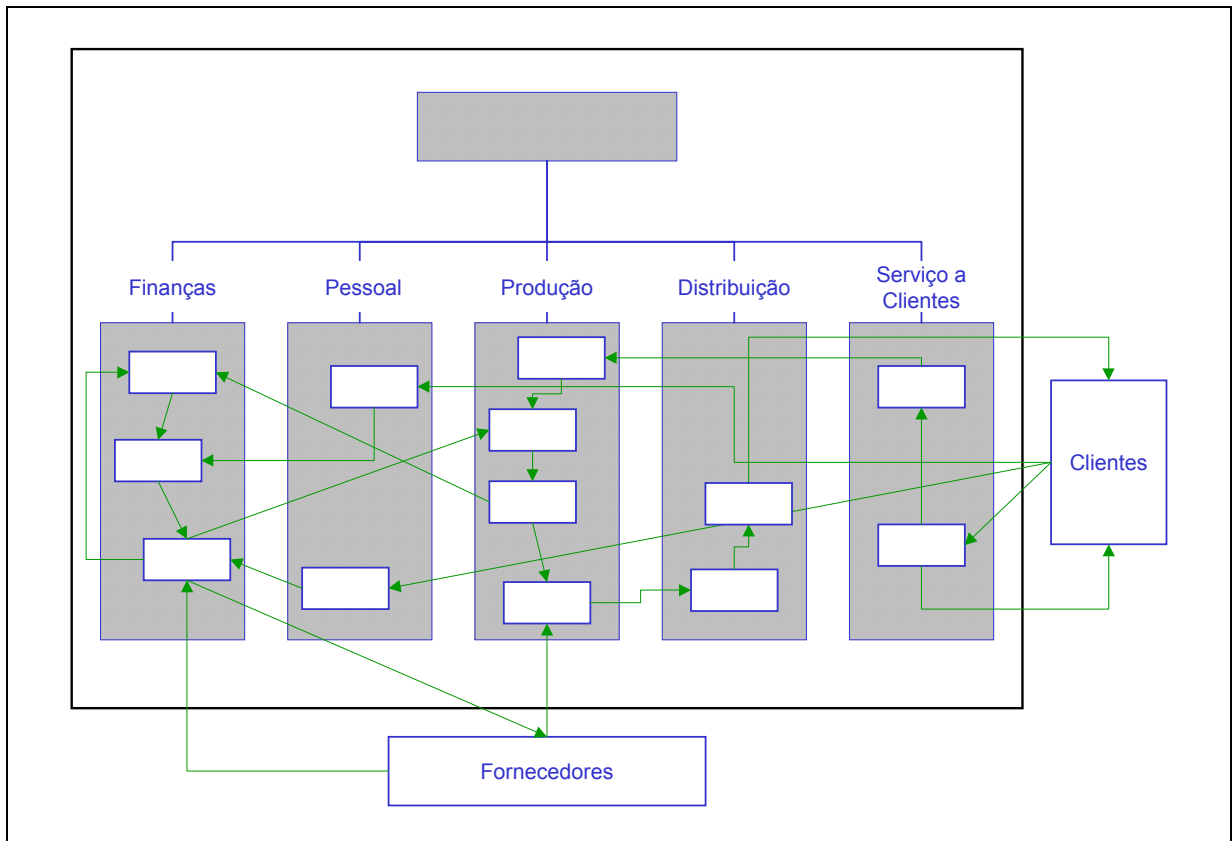 Finanças
Pessoal
Produção
Distribuição
Serviço a
Clientes
Clientes
Fornecedores